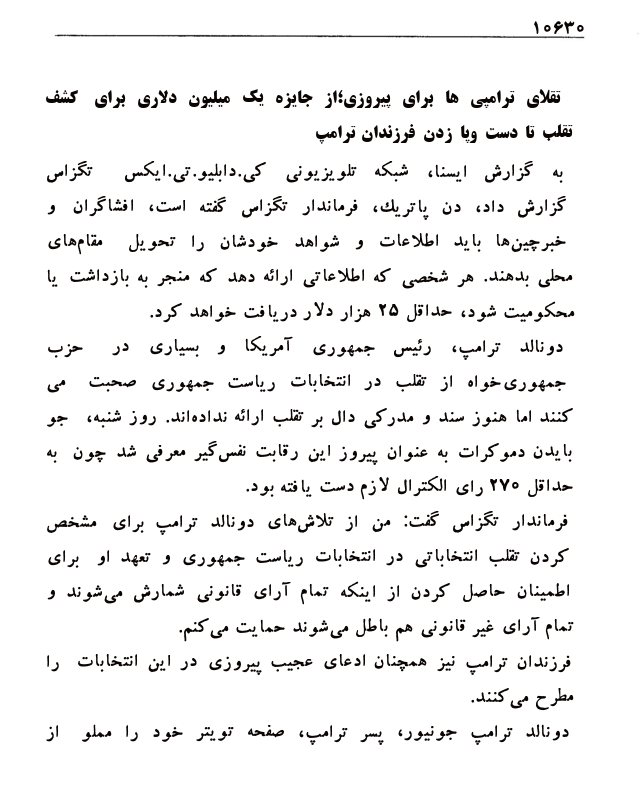 ۱۰۶۳۰
تقلای ترامپی ها برای پیروزی؛از جایزه یک میلیون دلاری برای کشف
تقلب تا دست وپا زدن فرزندان ترامپ
به گزارش ایسنا، شبکه تلویزیونی کی.دابلیو.تی.ایکس تگزاس
گزارش داد، دن پاتریك، فرماندار تگزاس گفته است، افشاگران و
خبرچین‌ها باید اطلاعات و شواهد خودشان را تحویل مقام‌های
محلی بدهند. هر شخصی که اطلاعاتی ارائه دهد که منجر به بازداشت یا
محکومیت شود، حداقل ۲۵ هزار دلار دریافت خواهد کرد.
دونالد ترامپ، رئیس جمهوری آمریکا و بسیاری در حزب
جمهوری‌خواه از تقلب در انتخابات ریاست جمهوری صحبت می
کنند اما هنوز سند و مدرکی دال بر تقلب ارائه نداده‌اند. روز شنبه، جو
بایدن دموکرات به عنوان پیروز این رقابت نفس‌گیر معرفی شد چون به
حداقل ۲۷۰ رای الکترال لازم دست یافته بود.
فرماندار تگزاس گفت: من از تلاش‌های دونالد ترامپ برای مشخص
کردن تقلب انتخاباتی در انتخابات ریاست جمهوری و تعهد او برای
اطمینان حاصل کردن از اینکه تمام آرای قانونی شمارش می‌شوند و
تمام آرای غیر قانونی هم باطل می‌شوند حمایت می‌کنم.
فرزندان ترامپ نیز همچنان ادعای عجیب پیروزی در این انتخابات را
مطرح می‌کنند.
دونالد ترامپ جونیور، پسر ترامپ، صفحه تویتر خود را مملو از